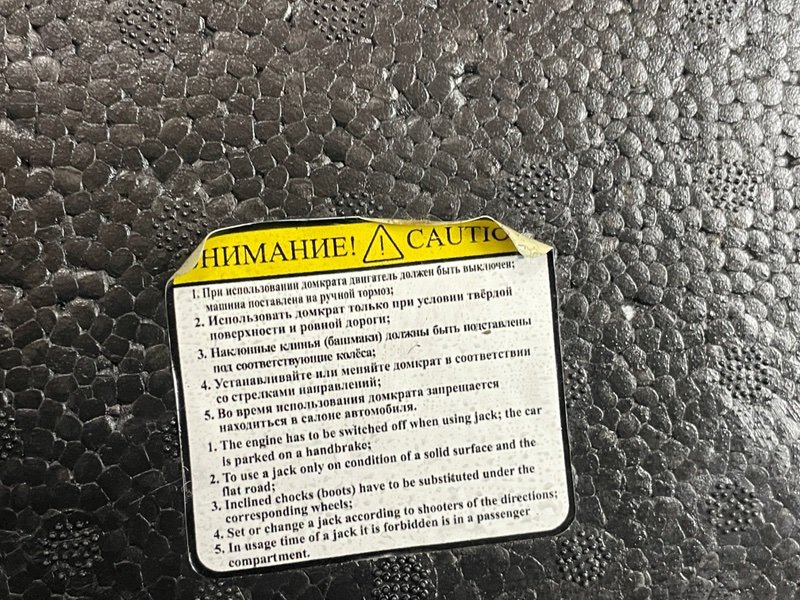 НИМАНИЕ! ⚠ CAUTIO
1. При использовании домкрата двигатель должен быть выключен;
машина поставлена на ручной тормоз;
2. Использовать домкрат только при условии твёрдой
поверхности и ровной дороги;
3. Наклонные клинья (башмаки) должны быть подставлены
под соответствующие колёса;
4. Устанавливайте или меняйте домкрат в соответствии
со стрелками направлений;
5. Во время использования домкрата запрещается
находиться в салоне автомобиля.
1. The engine has to be switched off when using jack; the car
is parked on a handbrake;
2. To use a jack only on condition of a solid surface and the
flat road;
3. Inclined chocks (boots) have to be substituted under the
corresponding wheels;
4. Set or change a jack according to shooters of the directions;
5. In usage time of a jack it is forbidden is in a passenger
compartment.